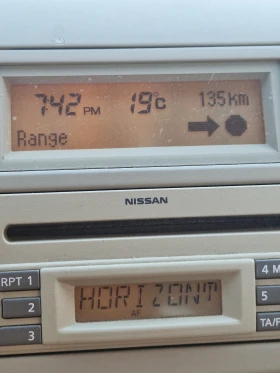 7:42 PM 19°C 135km
Range
NISSAN
RPT 1
HORIZONT
4 M
2
AF
5
3
TA/P